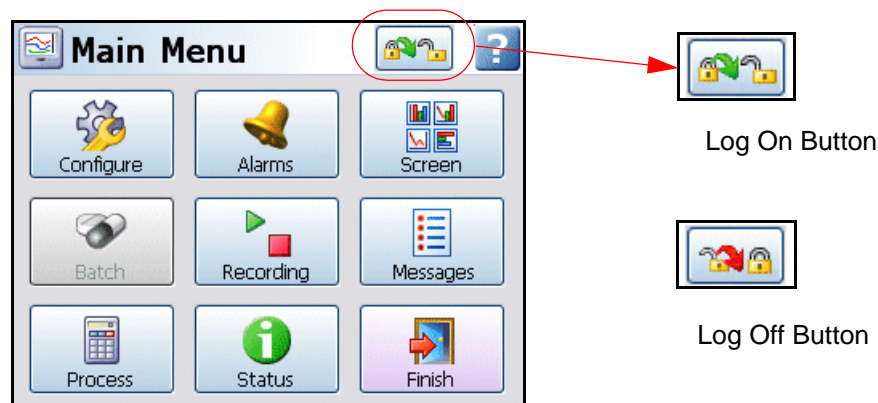 Main Menu
?
Configure
Alarms
Screen
Batch
Recording
Messages
Process
Status
Finish
Log On Button
Log Off Button